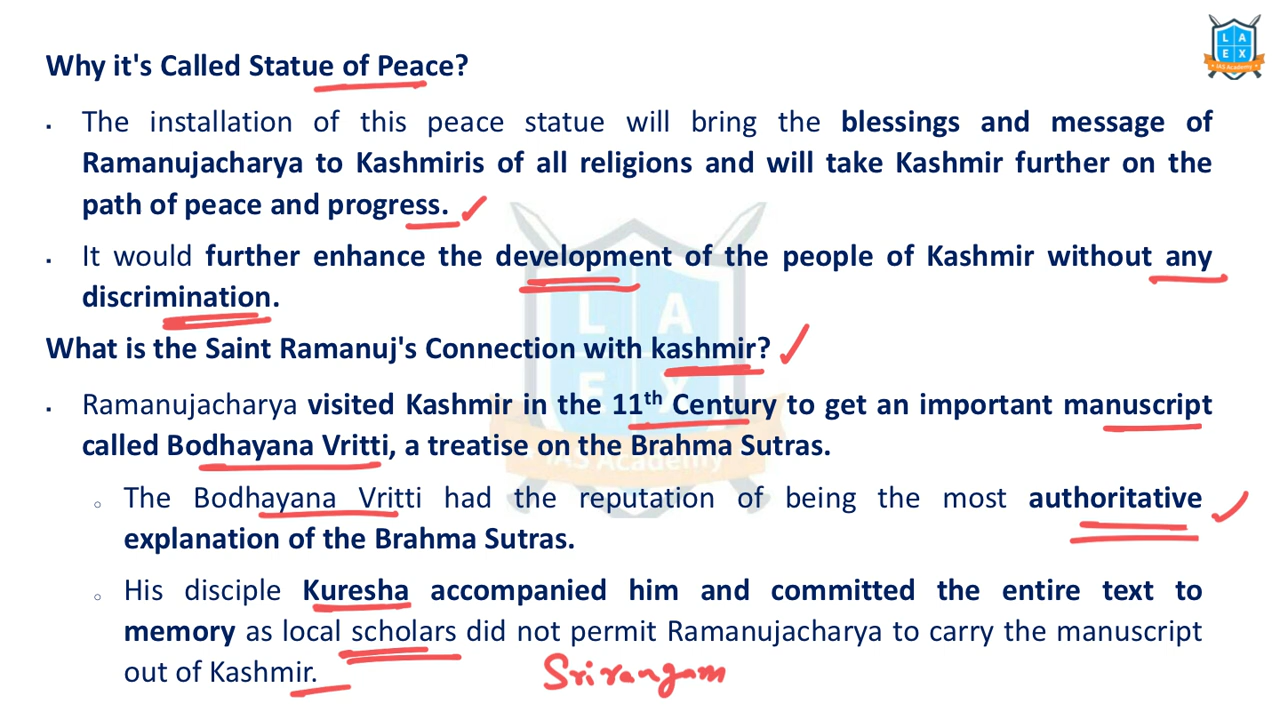 L A
E X
IAS Academy
Why it's Called Statue of Peace?
▪ The installation of this peace statue will bring the blessings and message of
Ramanujacharya to Kashmiris of all religions and will take Kashmir further on the
path of peace and progress.
▪ It would further enhance the development of the people of Kashmir without any
discrimination.
What is the Saint Ramanuj's Connection with kashmir?
▪ Ramanujacharya visited Kashmir in the 11th Century to get an important manuscript
called Bodhayana Vritti, a treatise on the Brahma Sutras.
○ The Bodhayana Vritti had the reputation of being the most authoritative
explanation of the Brahma Sutras.
○ His disciple Kuresha accompanied him and committed the entire text to
memory as local scholars did not permit Ramanujacharya to carry the manuscript
out of Kashmir.
Srirangam
L A
E X
IAS Academy